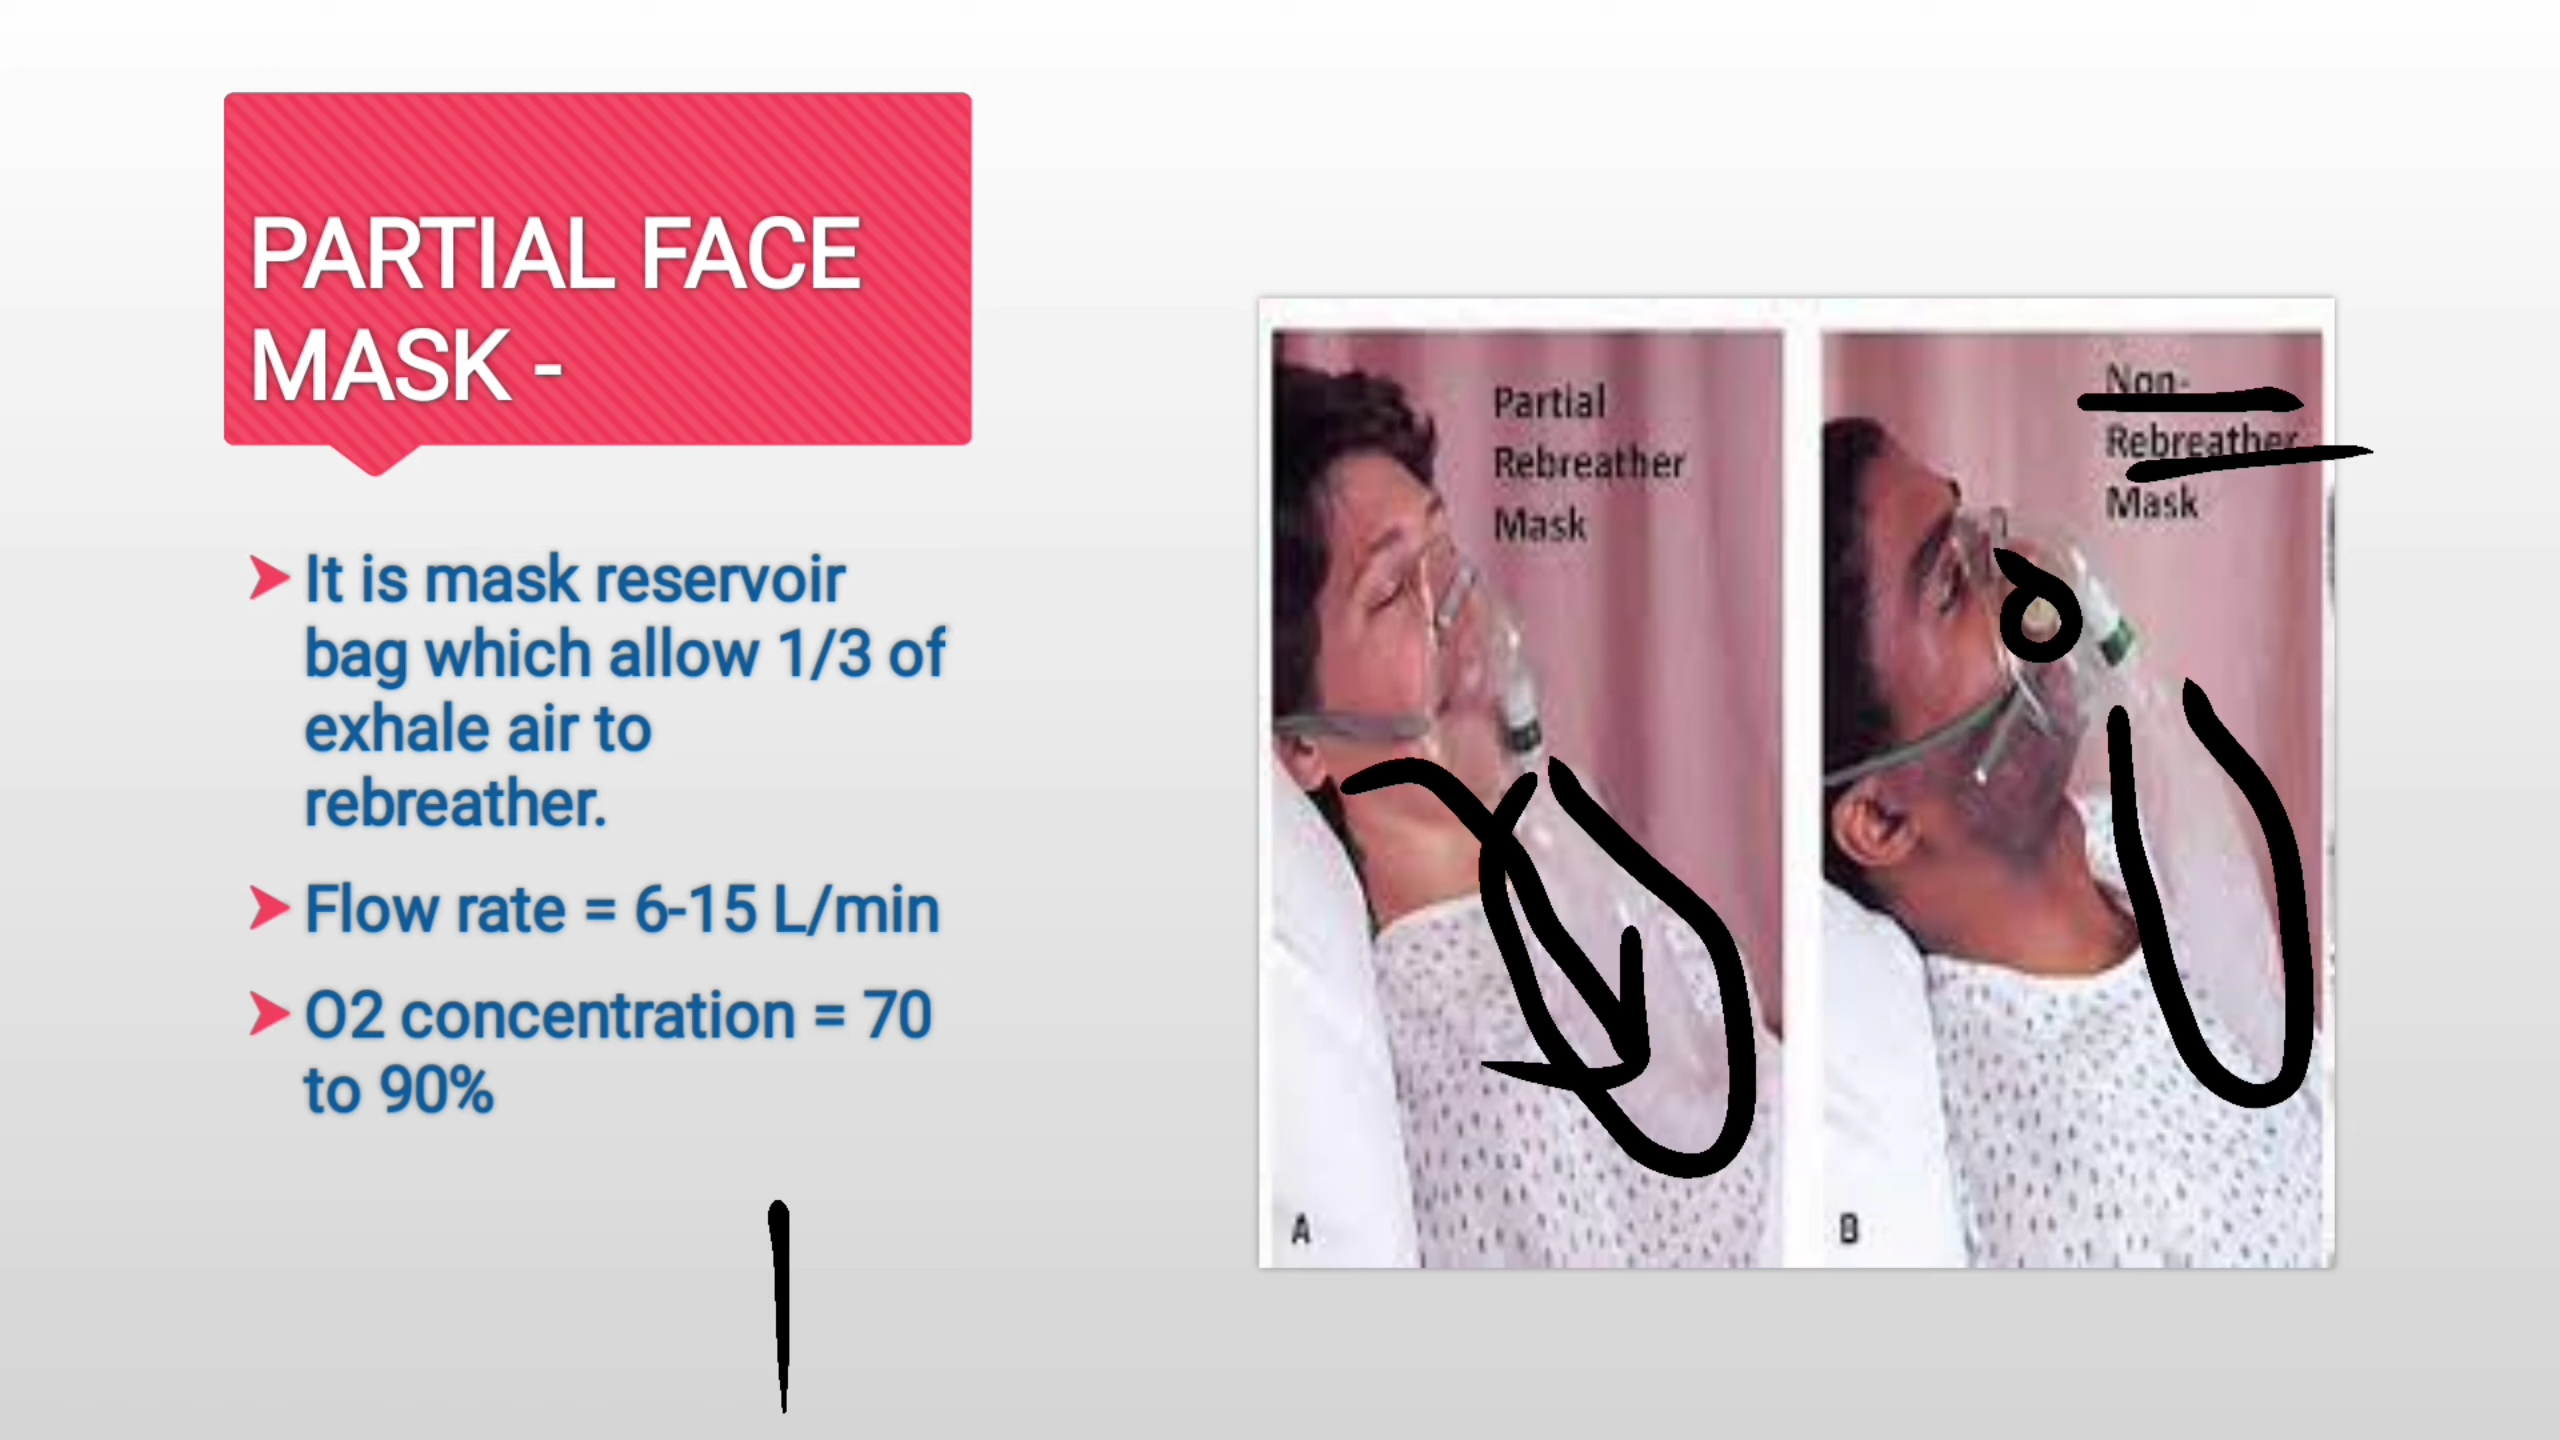 PARTIAL FACE
MASK -
It is mask reservoir
bag which allow 1/3 of
exhale air to
rebreather.
Flow rate = 6-15 L/min
O2 concentration = 70
to 90%
Partial
Rebreather
Mask
A
Non-
Rebreather
Mask
B